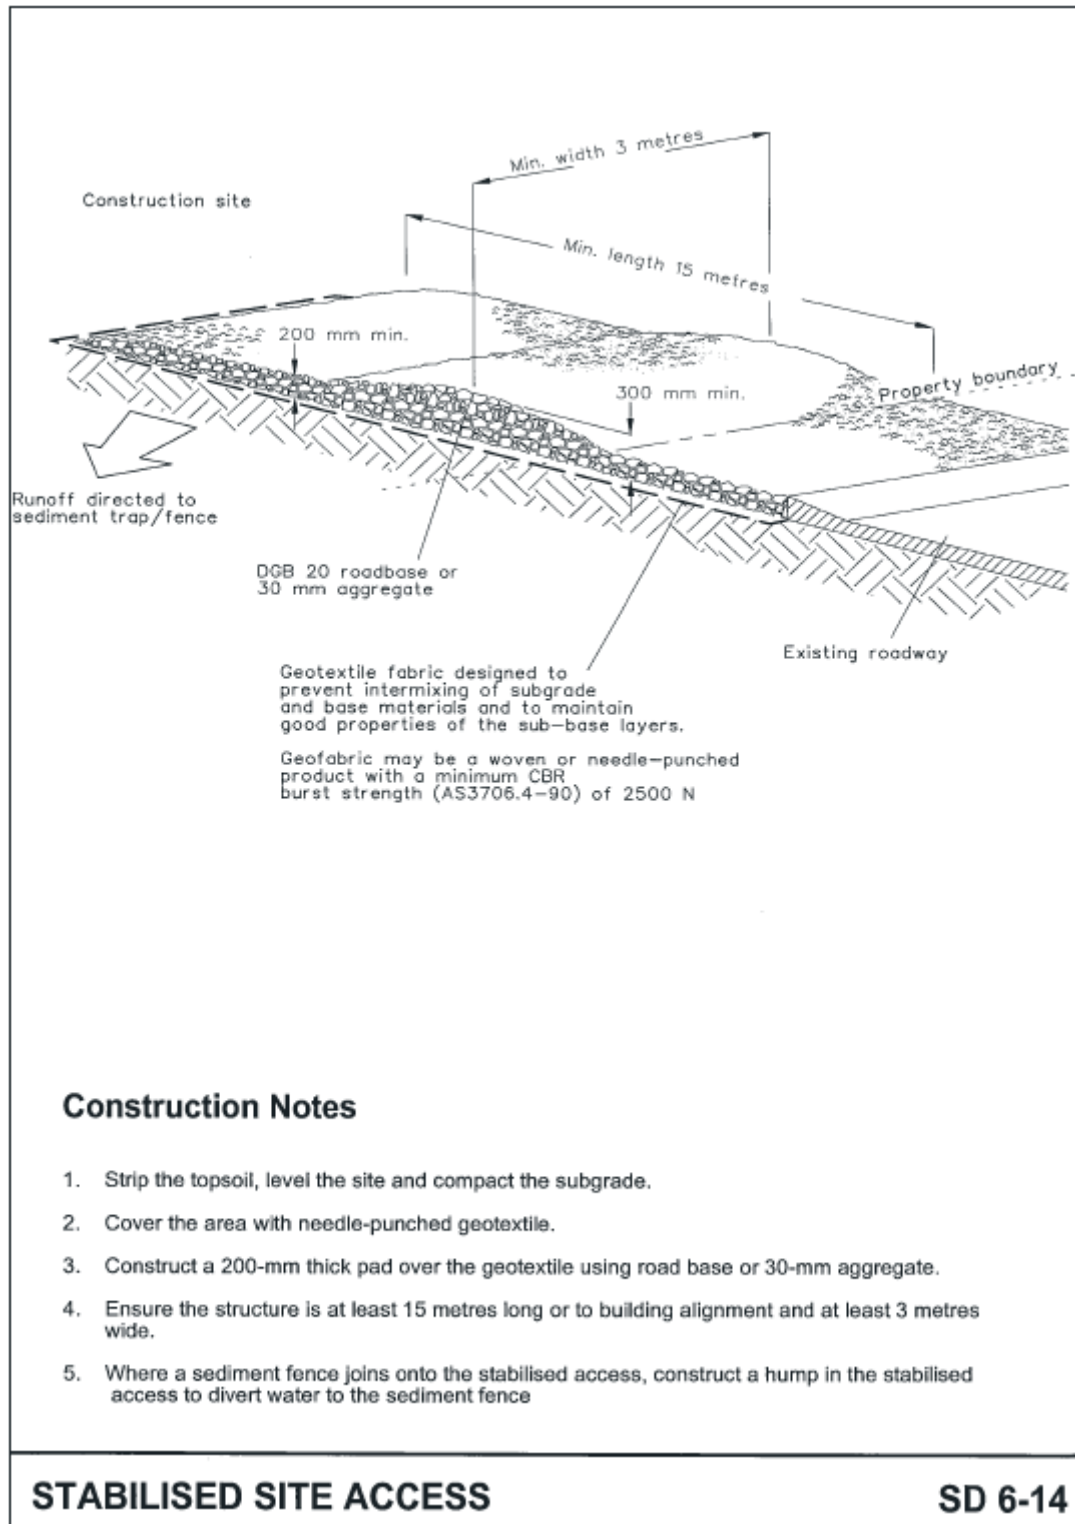 Min. width 3 metres
Construction site
Min. length 15 metres
200 mm min.
300 mm min.
Property boundary
Runoff directed to
sediment trap/fence
DGB 20 roadbase or
30 mm aggregate
Existing roadway
Geotextile fabric designed to
prevent intermixing of subgrade
and base materials and to maintain
good properties of the sub-base layers.
Geofabric may be a woven or needle-punched
product with a minimum CBR
burst strength (AS3706.4-90) of 2500 N
Construction Notes
1. Strip the topsoil, level the site and compact the subgrade.
2. Cover the area with needle-punched geotextile.
3. Construct a 200-mm thick pad over the geotextile using road base or 30-mm aggregate.
4. Ensure the structure is at least 15 metres long or to building alignment and at least 3 metres
wide.
5. Where a sediment fence joins onto the stabilised access, construct a hump in the stabilised
access to divert water to the sediment fence
STABILISED SITE ACCESS SD 6-14